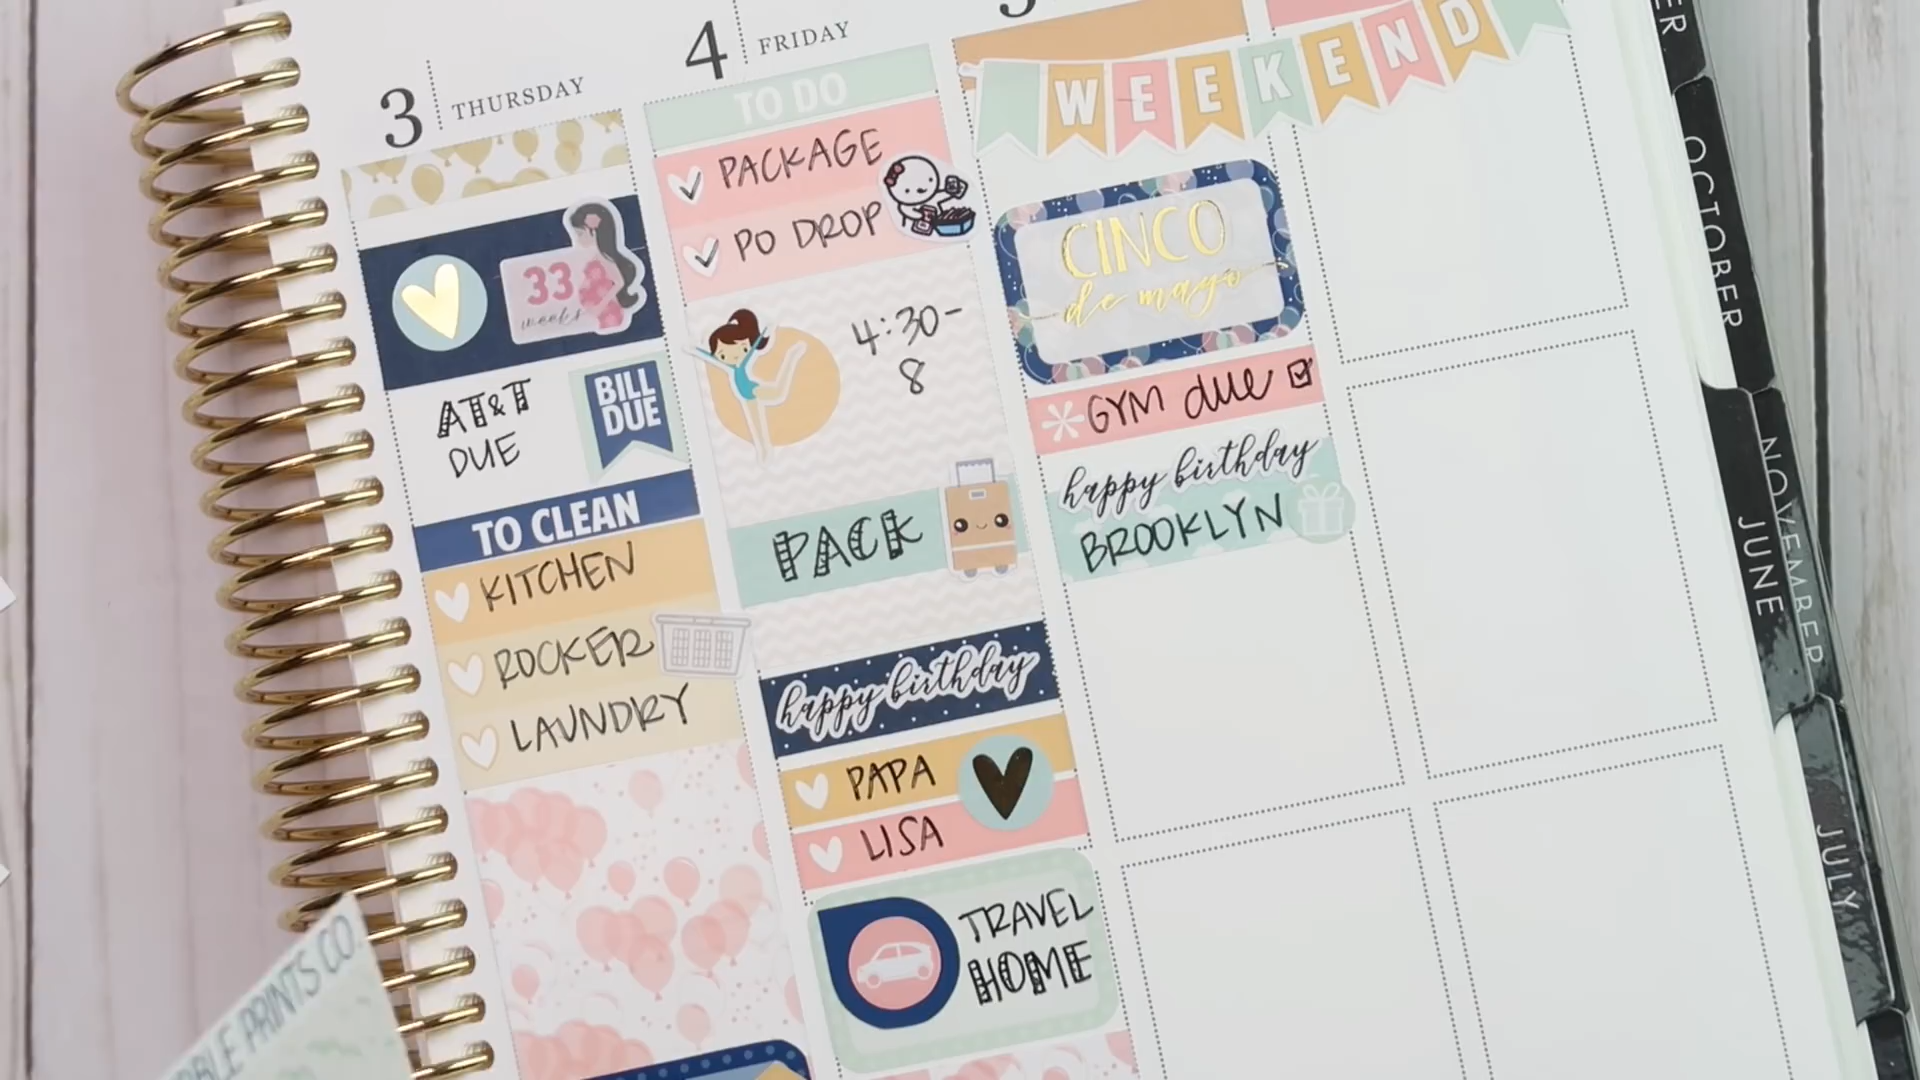 3
THURSDAY
33
weeks
AT&T
DUE
BILL
DUE
TO CLEAN
KITCHEN
ROCKER
LAUNDRY
4
FRIDAY
TO DO
PACKAGE
PO DROP
4:30-
8
PACK
happy birthday
PAPA
LISA
TRAVEL
HOME
WEEKEND
CINCO
de mayo
GYM due
happy birthday
BROOKLYN
OCTOBER
NOVEMBER
JUNE
JULY
PRINTS CO.